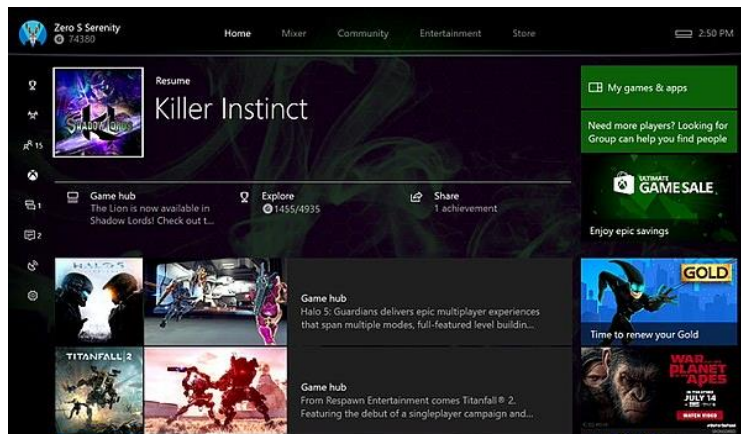 Zero S Serenity
G 74380
Home
Mixer
Community
Entertainment
Store
2:50 PM
Resume
Killer Instinct
SHADOW LORDS
My games & apps
Need more players? Looking for
Group can help you find people
15
1
2
Game hub
The Lion is now available in
Shadow Lords! Check out t...
Explore
G 1455/4935
Share
1 achievement
ULTIMATE
GAME SALE
Enjoy epic savings
HALO 5
Game hub
Halo 5: Guardians delivers epic multiplayer experiences
that span multiple modes, full-featured level buildin...
GOLD
Time to renew your Gold
TITANFALL 2
Game hub
From Respawn Entertainment comes Titanfall® 2.
Featuring the debut of a singleplayer campaign and...
WAR
FOR THE
PLANET
OF THE
APES
JULY 14
WATCH VIDEO